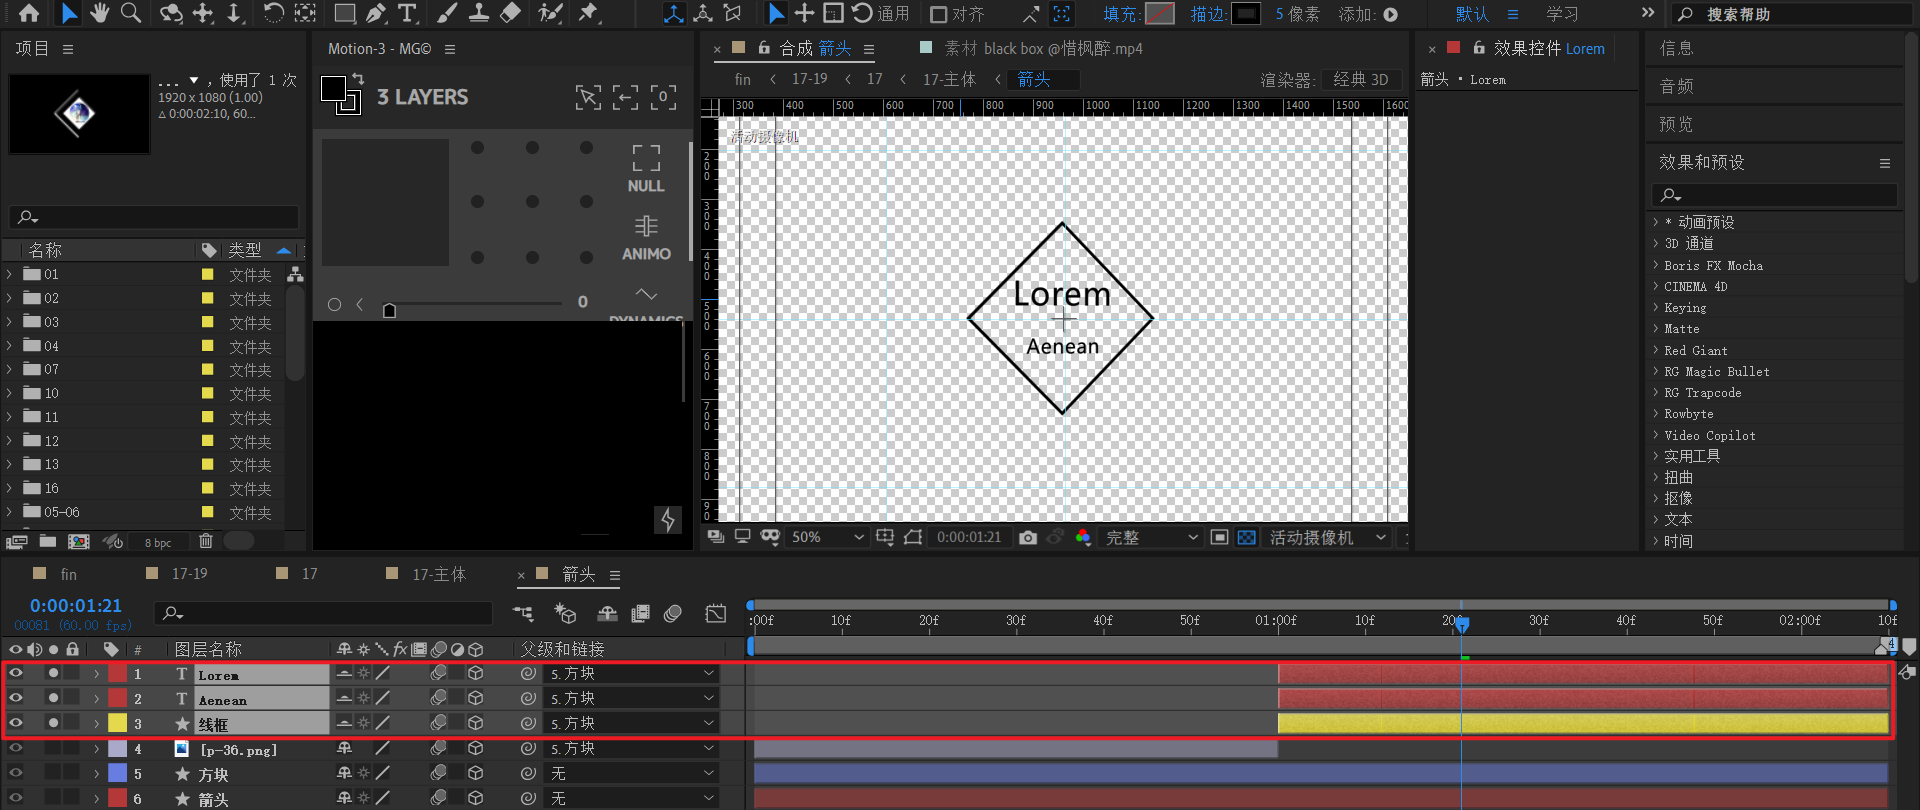 通用
对齐
填充:
描边:
5 像素
添加:
默认
学习
搜索帮助
项目
... ▼ , 使用了 1 次
1920 x 1080 (1.00)
Δ 0:00:02:10, 60...
名称
类型
01 文件夹
02 文件夹
03 文件夹
04 文件夹
07 文件夹
10 文件夹
11 文件夹
12 文件夹
13 文件夹
16 文件夹
05-06 文件夹
8 bpc
Motion-3 - MG©
3 LAYERS
NULL
ANIMO
0
DYNAMICS
合成 箭头
素材 black box @惜枫醉.mp4
fin ‹ 17-19 ‹ 17 ‹ 17-主体 ‹ 箭头
渲染器: 经典 3D
300 400 500 600 700 800 900 1000 1100 1200 1300 1400 1500 1600
活动摄像机
200
300
400
500
600
700
800
90
Lorem
Aenean
50%
0:00:01:21
完整
活动摄像机
效果控件 Lorem
箭头 · Lorem
信息
音频
预览
效果和预设
* 动画预设
3D 通道
Boris FX Mocha
CINEMA 4D
Keying
Matte
Red Giant
RG Magic Bullet
RG Trapcode
Rowbyte
Video Copilot
实用工具
扭曲
抠像
文本
时间
fin
17-19
17
17-主体
箭头
0:00:01:21
00081 (60.00 fps)
:00f 10f 20f 30f 40f 50f 01:00f 10f 20f 30f 40f 50f 02:00f 10f
# 图层名称
fx
父级和链接
4
1 T Lorem 5. 方块
2 T Aenean 5. 方块
3 线框 5. 方块
4 [p-36.png] 5. 方块
5 方块 无
6 箭头 无